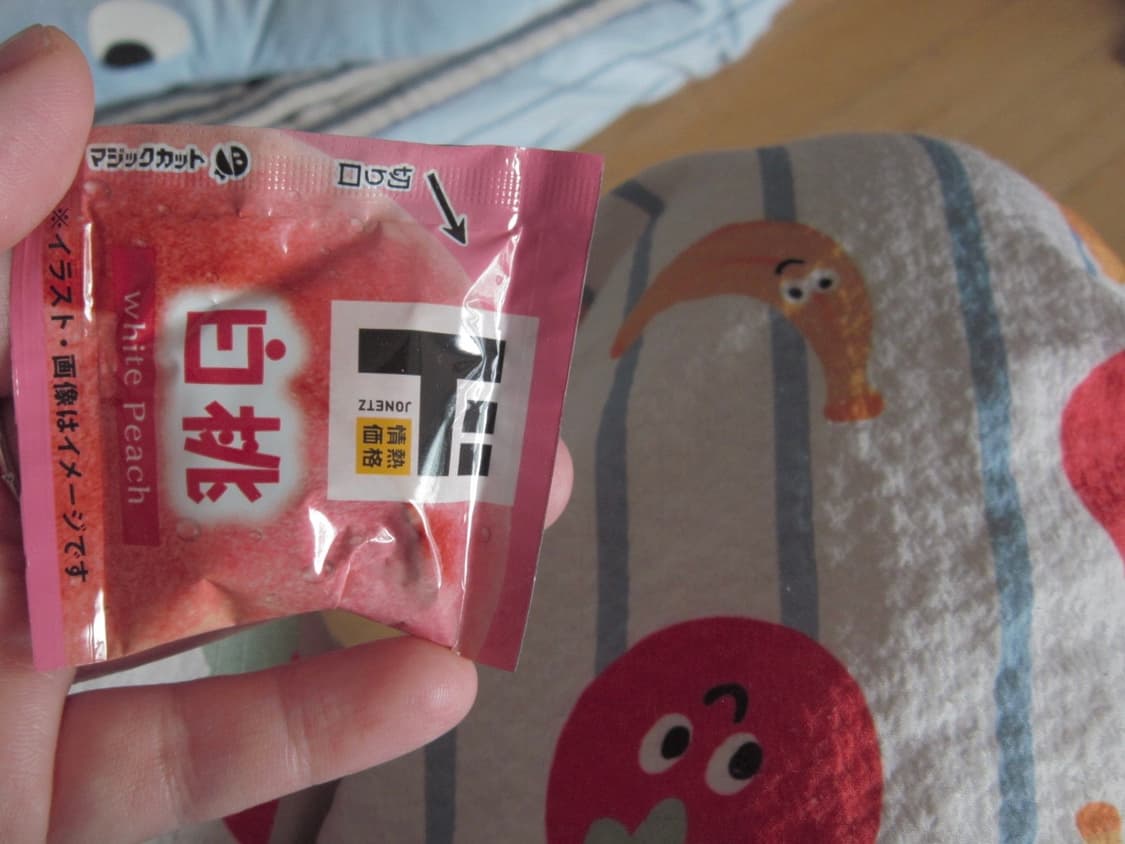 マジックカット
切り口
ド
JONETZ
情熱
価格
白桃
White Peach
※イラスト・画像はイメージです